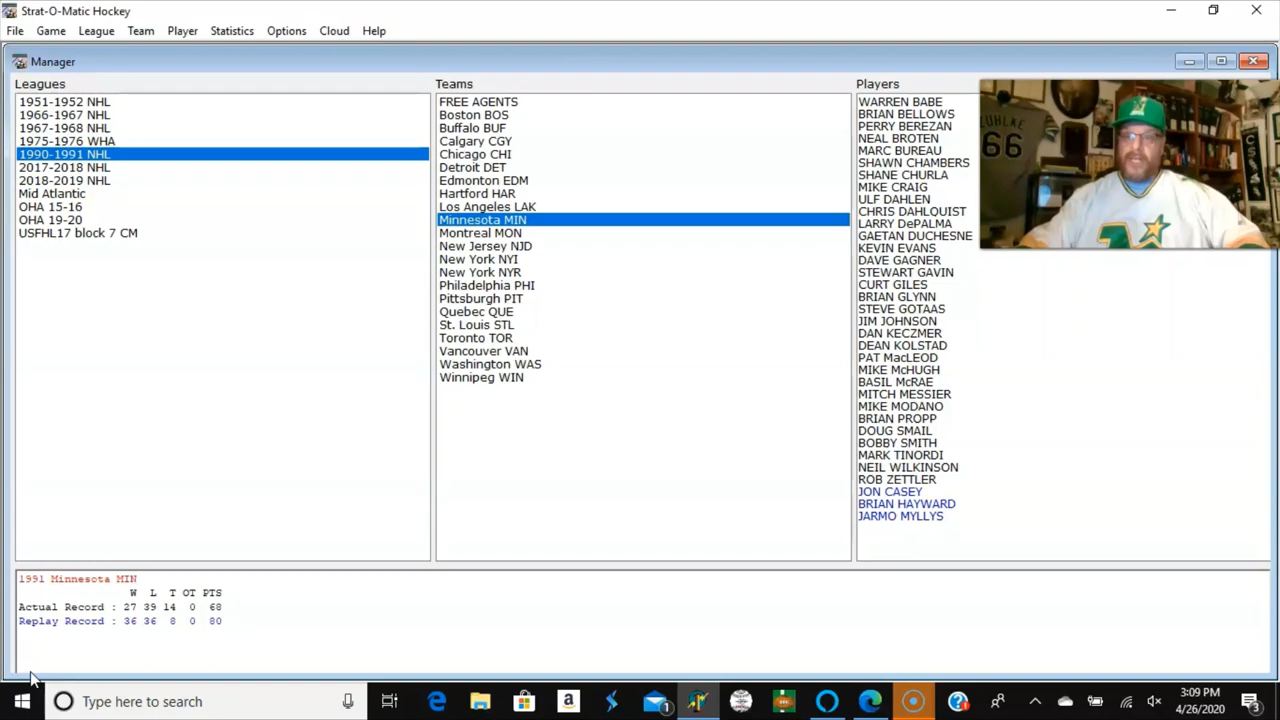 Strat-O-Matic Hockey
File Game League Team Player Statistics Options Cloud Help
Manager
Leagues
1951-1952 NHL
1966-1967 NHL
1967-1968 NHL
1975-1976 WHA
1990-1991 NHL
2017-2018 NHL
2018-2019 NHL
Mid Atlantic
OHA 15-16
OHA 19-20
USFHL17 block 7 CM
Teams
FREE AGENTS
Boston BOS
Buffalo BUF
Calgary CGY
Chicago CHI
Detroit DET
Edmonton EDM
Hartford HAR
Los Angeles LAK
Minnesota MIN
Montreal MON
New Jersey NJD
New York NYI
New York NYR
Philadelphia PHI
Pittsburgh PIT
Quebec QUE
St. Louis STL
Toronto TOR
Vancouver VAN
Washington WAS
Winnipeg WIN
Players
WARREN BABE
BRIAN BELLOWS
PERRY BEREZAN
NEAL BROTEN
MARC BUREAU
SHAWN CHAMBERS
SHANE CHURLA
MIKE CRAIG
ULF DAHLEN
CHRIS DAHLQUIST
LARRY DePALMA
GAETAN DUCHESNE
KEVIN EVANS
DAVE GAGNER
STEWART GAVIN
CURT GILES
BRIAN GLYNN
STEVE GOTAAS
JIM JOHNSON
DAN KECZMER
DEAN KOLSTAD
PAT MacLEOD
MIKE McHUGH
BASIL McRAE
MITCH MESSIER
MIKE MODANO
BRIAN PROPP
DOUG SMAIL
BOBBY SMITH
MARK TINORDI
NEIL WILKINSON
ROB ZETTLER
JON CASEY
BRIAN HAYWARD
JARMO MYLLYS
66
1991 Minnesota MIN
W L T OT PTS
Actual Record : 27 39 14 0 68
Replay Record : 36 36 8 0 80
Type here to search
1
3:09 PM
4/26/2020
3